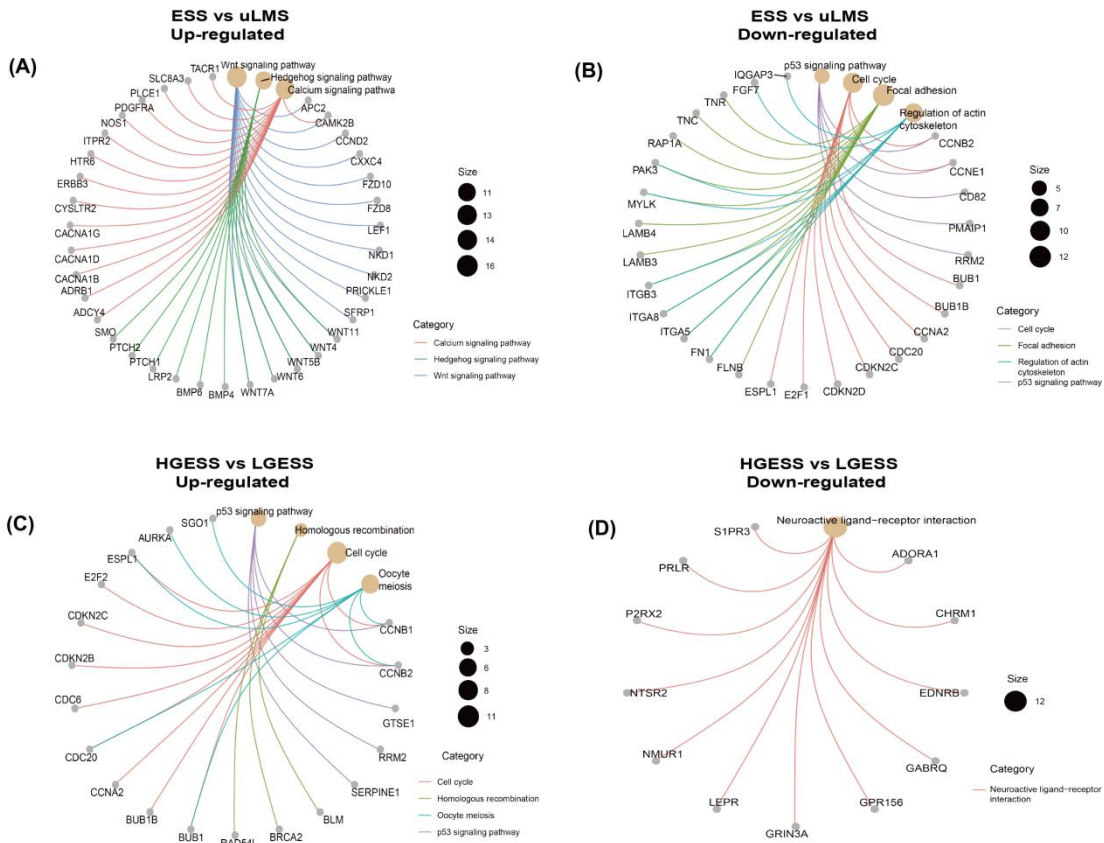 ESS vs uLMS
Up-regulated
(A)
Wnt signaling pathway
Hedgehog signaling pathway
Calcium signaling pathwa
TACR1
SLC8A3
PLCE1
PDGFRA
NOS1
ITPR2
HTR6
ERBB3
CYSLTR2
CACNA1G
CACNA1D
CACNA1B
ADRB1
ADCY4
SMO
PTCH2
PTCH1
LRP2
BMP6
BMP4
WNT7A
WNT6
WNT5B
WNT4
WNT11
SFRP1
PRICKLE1
NKD2
NKD1
LEF1
FZD8
FZD10
CXXC4
CCND2
CAMK2B
APC2
Size
11
13
14
16
Category
Calcium signaling pathway
Hedgehog signaling pathway
Wnt signaling pathway
ESS vs uLMS
Down-regulated
(B)
p53 signaling pathway
Cell cycle
Focal adhesion
Regulation of actin
cytoskeleton
IQGAP3
FGF7
TNR
TNC
RAP1A
PAK3
MYLK
LAMB4
LAMB3
ITGB3
ITGA8
ITGA5
FN1
FLNB
ESPL1
E2F1
CDKN2D
CDKN2C
CDC20
CCNA2
BUB1B
BUB1
RRM2
PMAIP1
CD82
CCNE1
CCNB2
Size
5
7
10
12
Category
Cell cycle
Focal adhesion
Regulation of actin
cytoskeleton
p53 signaling pathway
HGESS vs LGESS
Up-regulated
(C)
p53 signaling pathway
Homologous recombination
Cell cycle
Oocyte
meiosis
SGO1
AURKA
ESPL1
E2F2
CDKN2C
CDKN2B
CDC6
CDC20
CCNA2
BUB1B
BUB1
RAD54L
BRCA2
BLM
SERPINE1
RRM2
GTSE1
CCNB2
CCNB1
Size
3
6
8
11
Category
Cell cycle
Homologous recombination
Oocyte meiosis
p53 signaling pathway
HGESS vs LGESS
Down-regulated
(D)
Neuroactive ligand−receptor interaction
S1PR3
PRLR
P2RX2
NTSR2
NMUR1
LEPR
GRIN3A
GPR156
GABRQ
EDNRB
CHRM1
ADORA1
Size
12
Category
Neuroactive ligand−receptor
interaction